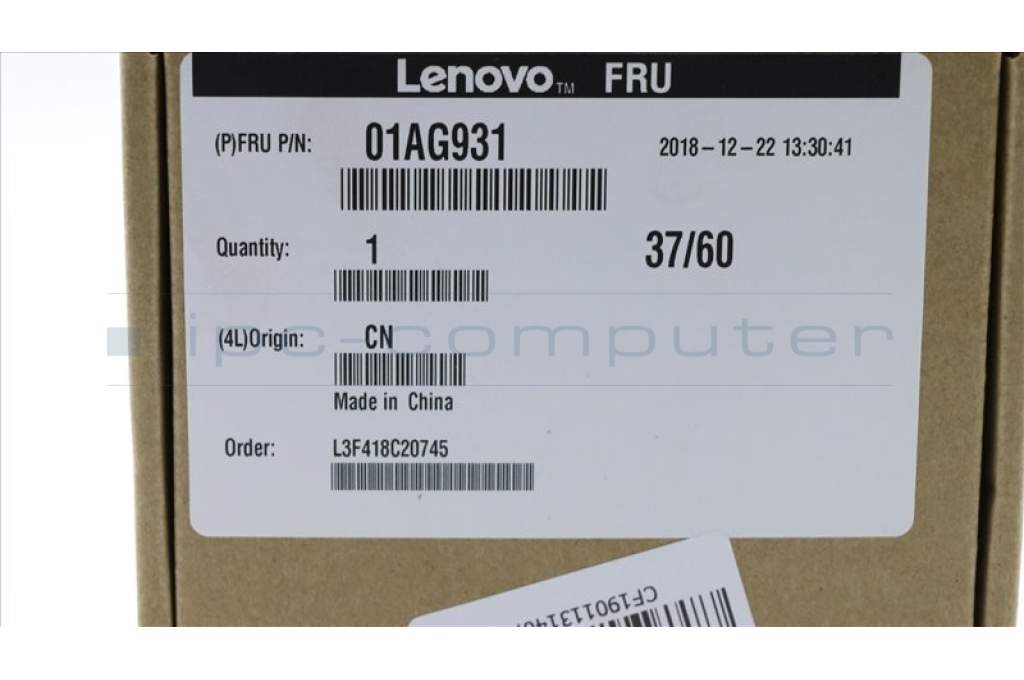 Lenovo™ FRU
(P)FRU P/N: 01AG931 2018-12-22 13:30:41
Quantity: 1 37/60
ipc-computer
(4L)Origin: CN
Made in China
Order: L3F418C20745